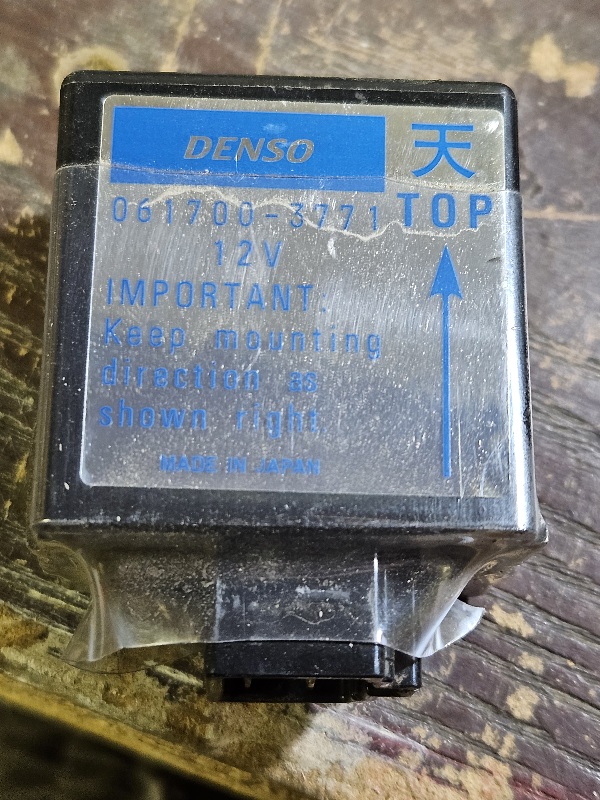 DENSO
天
061700-3771 TOP
12V
IMPORTANT.
Keep mounting
direction as
shown right.
MADE IN JAPAN